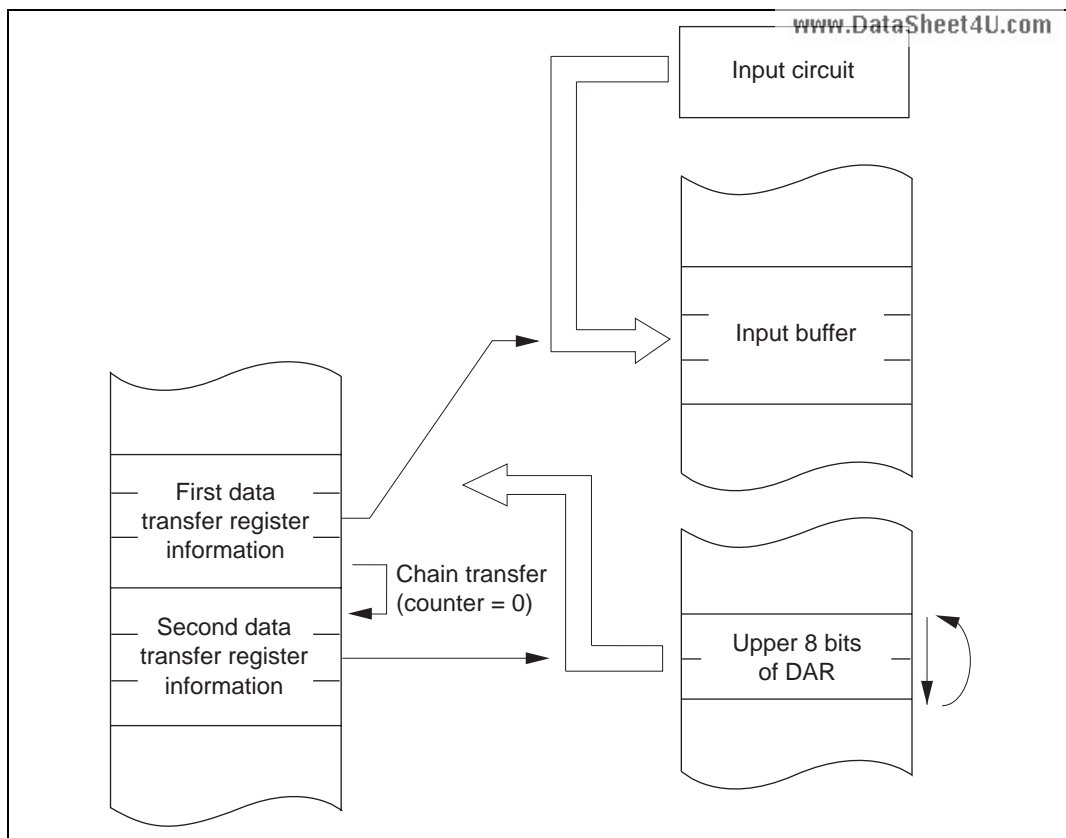 www.DataSheet4U.com
Input circuit
Input buffer
First data
transfer register
information
Chain transfer
(counter = 0)
Second data
transfer register
information
Upper 8 bits
of DAR